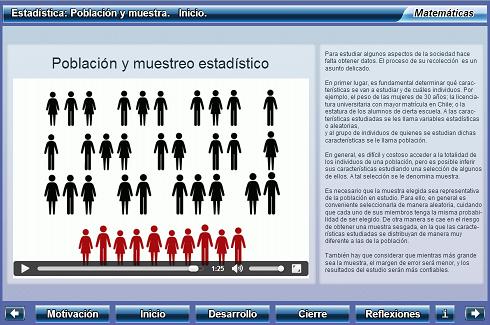 Estadística: Población y muestra. Inicio.
Matemáticas
Población y muestreo estadístico
1:25
Para estudiar algunos aspectos de la sociedad hace
falta obtener datos. El proceso de su recolección es un
asunto delicado.
En primer lugar, es fundamental determinar qué carac-
terísticas se van a estudiar y de cuáles individuos. Por
ejemplo, el peso de las mujeres de 30 años; la licencia-
tura universitaria con mayor matrícula en Chile; o la
estatura de los alumnos de cierta escuela. A las carac-
terísticas estudiadas se les llama variables estadísticas
o aleatorias,
y al grupo de individuos de quienes se estudian dichas
características se le llama población.
En general, es difícil y costoso acceder a la totalidad de
los individuos de una población, pero es posible inferir
sus características estudiando una selección de algunos
de ellos. A tal selección se le denomina muestra.
Es necesario que la muestra elegida sea representativa
de la población en estudio. Para ello, en general es
conveniente seleccionarla de manera aleatoria, cuidando
que cada uno de sus miembros tenga la misma probabili-
dad de ser elegido. De otra manera se cae en el riesgo
de obtener una muestra sesgada, en la que las carac-
terísticas estudiadas se distribuyan de manera muy
diferente a las de la población.
También hay que considerar que mientras más grande
sea la muestra, el margen de error será menor, y los
resultados del estudio serán más confiables.
Motivación
Inicio
Desarrollo
Cierre
Reflexiones
i